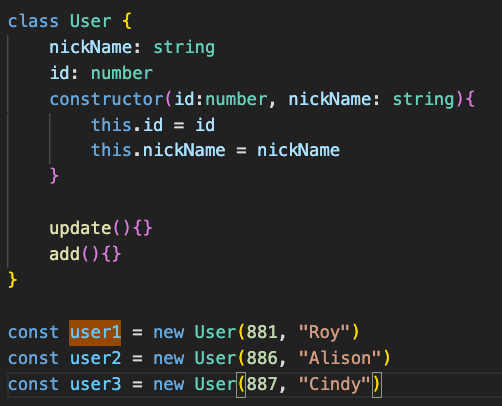 class User {
    nickName: string
    id: number
    constructor(id:number, nickName: string){
        this.id = id
        this.nickName = nickName
    }

    update(){}
    add(){}
}

const user1 = new User(881, "Roy")
const user2 = new User(886, "Alison")
const user3 = new User(887, "Cindy")